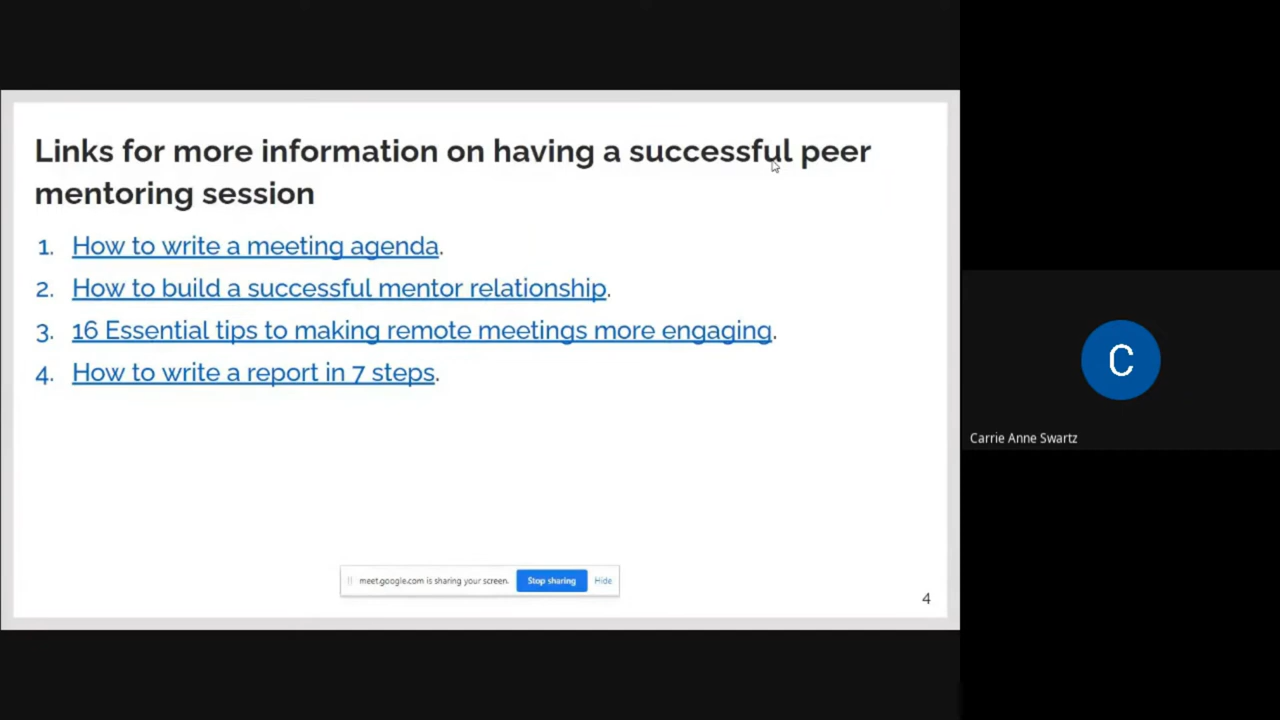 Links for more information on having a successful peer
mentoring session
1. How to write a meeting agenda.
2. How to build a successful mentor relationship.
3. 16 Essential tips to making remote meetings more engaging.
4. How to write a report in 7 steps.
meet.google.com is sharing your screen. Stop sharing Hide
4
C
Carrie Anne Swartz